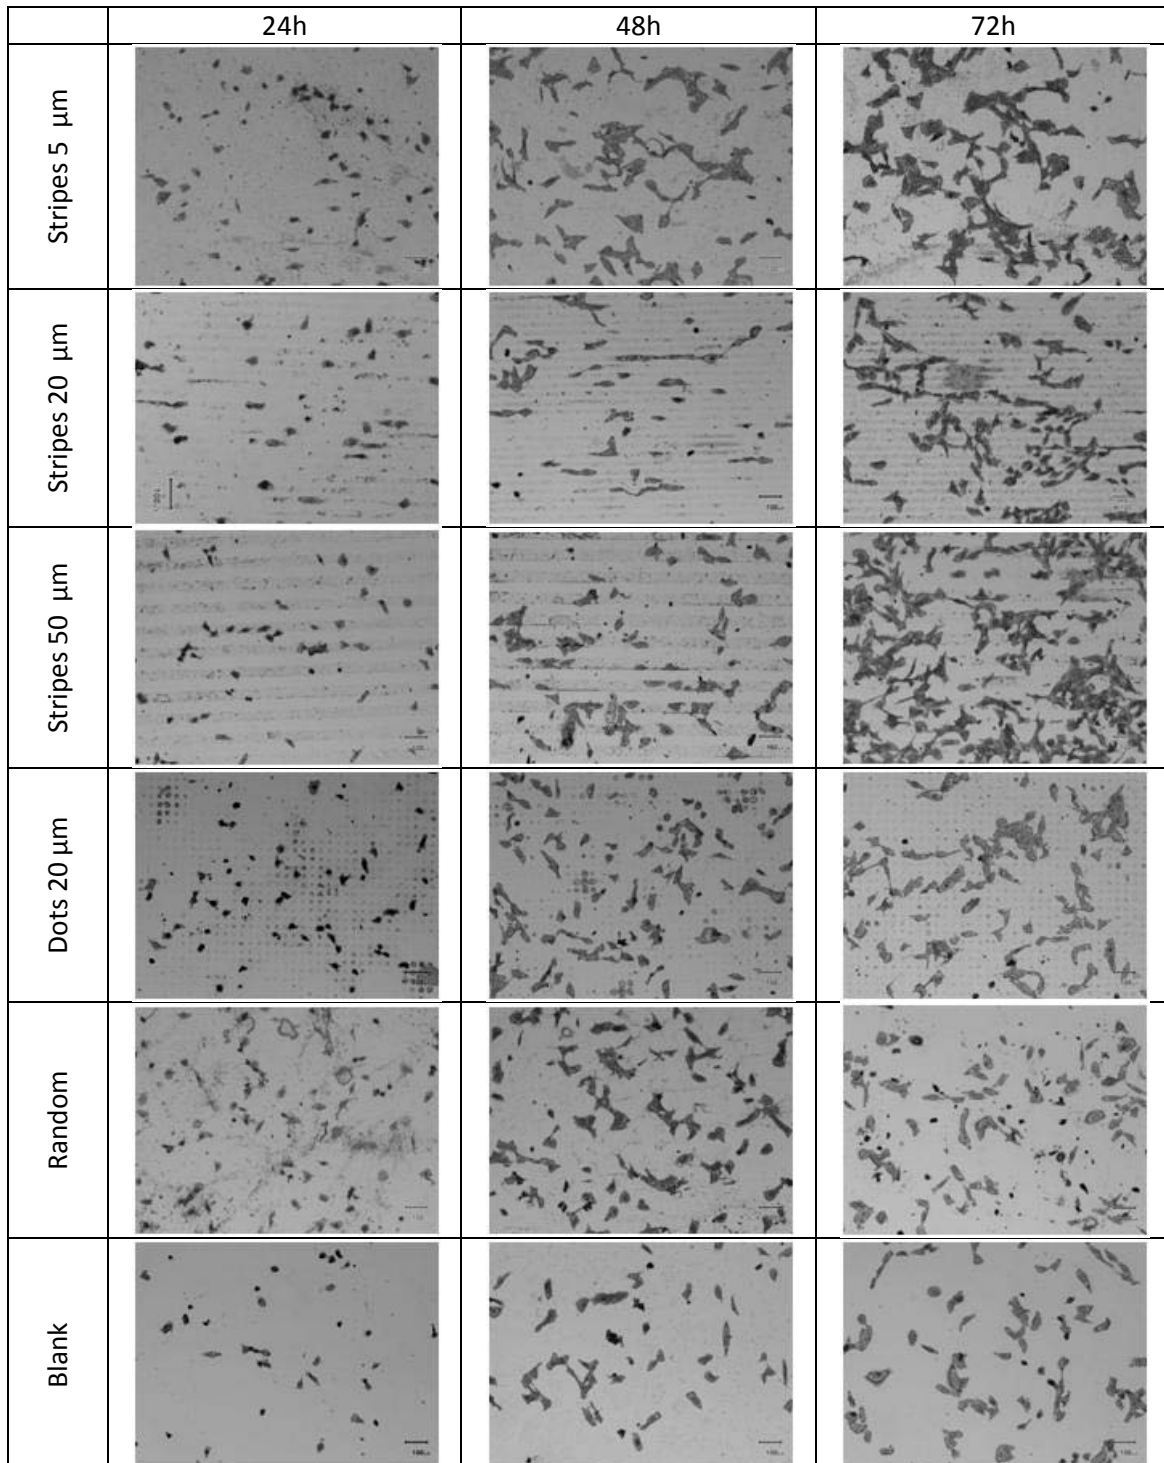 24h 48h 72h
Stripes 5 µm
Stripes 20 µm
Stripes 50 µm
Dots 20 µm
Random
Blank